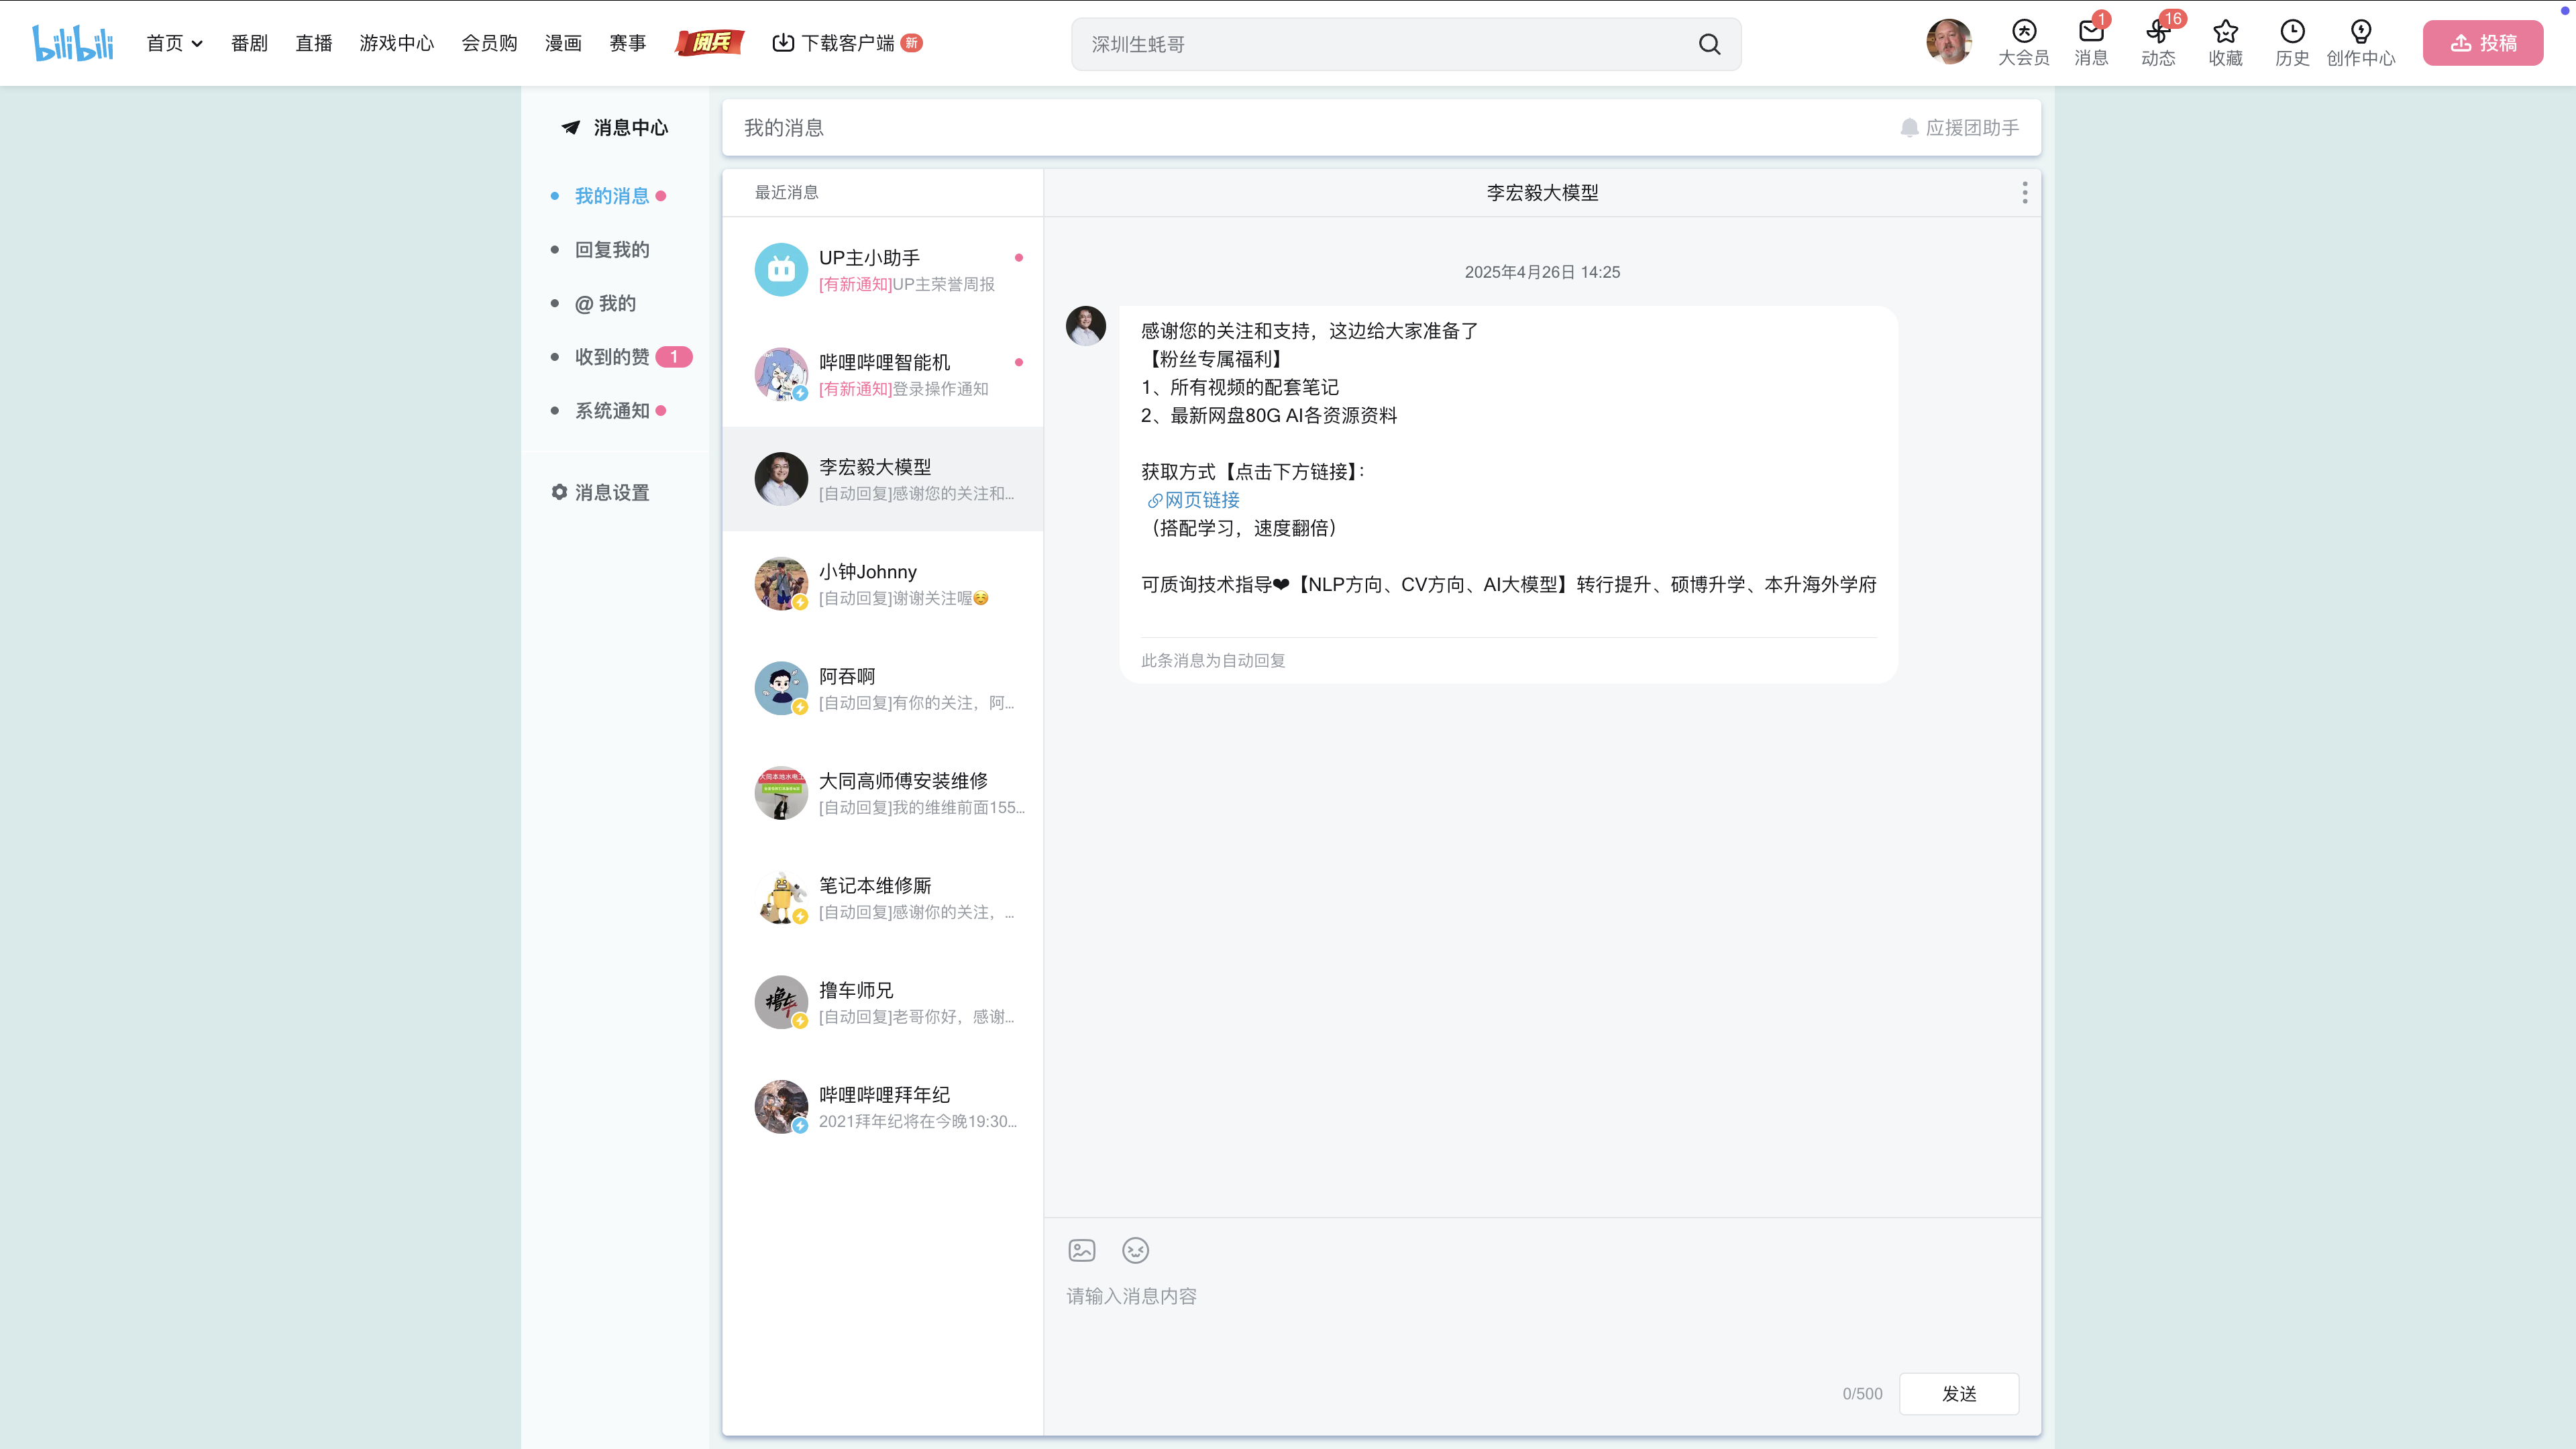 bilibili
首页 番剧 直播 游戏中心 会员购 漫画 赛事 阅兵 下载客户端 新
深圳生蚝哥
大会员 1 消息 16 动态 收藏 历史 创作中心 投稿
消息中心
我的消息
回复我的
@ 我的
收到的赞 1
系统通知
消息设置
我的消息 应援团助手
最近消息
UP主小助手
[有新通知]UP主荣誉周报
哔哩哔哩智能机
[有新通知]登录操作通知
李宏毅大模型
[自动回复]感谢您的关注和...
小钟Johnny
[自动回复]谢谢关注喔😊
阿吞啊
[自动回复]有你的关注，阿...
大同高师傅安装维修
[自动回复]我的维维前面155...
笔记本维修厮
[自动回复]感谢你的关注，...
撸车师兄
[自动回复]老哥你好，感谢...
哔哩哔哩拜年纪
2021拜年纪将在今晚19:30...
李宏毅大模型
2025年4月26日 14:25
感谢您的关注和支持，这边给大家准备了
【粉丝专属福利】
1、所有视频的配套笔记
2、最新网盘80G AI各资源资料
获取方式【点击下方链接】：
网页链接
（搭配学习，速度翻倍）
可质询技术指导❤【NLP方向、CV方向、AI大模型】转行提升、硕博升学、本升海外学府
此条消息为自动回复
请输入消息内容
0/500 发送